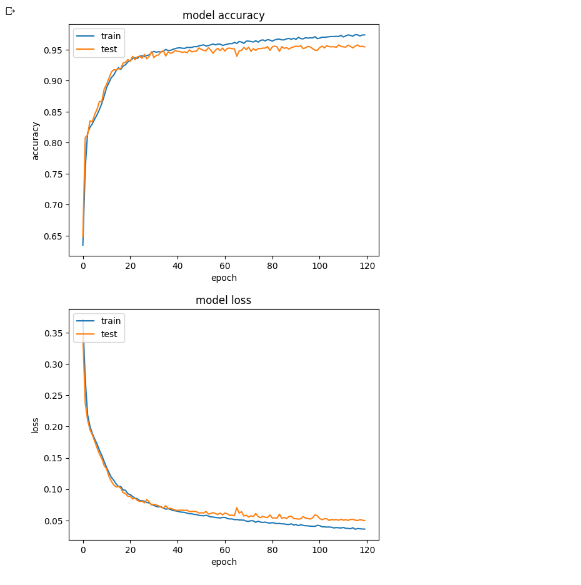 model accuracy
train
test
0.95
0.90
0.85
0.80
0.75
0.70
0.65
accuracy
0 20 40 60 80 100 120
epoch
model loss
train
test
0.35
0.30
0.25
0.20
0.15
0.10
0.05
loss
0 20 40 60 80 100 120
epoch